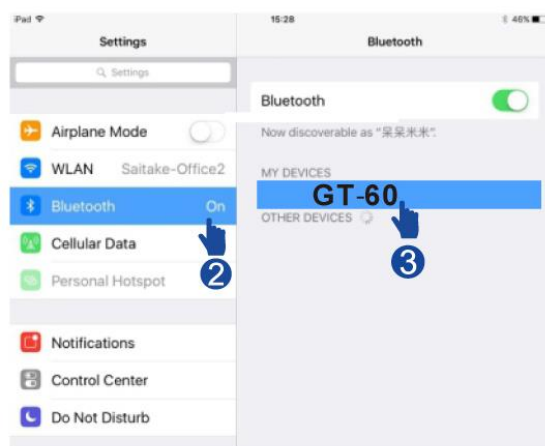 iPad
15:28
46%
Settings
Bluetooth
Settings
Airplane Mode
WLAN Saitake-Office2
Bluetooth On
Cellular Data
Personal Hotspot
Notifications
Control Center
Do Not Disturb
2
Bluetooth
Now discoverable as “呆呆米米”.
MY DEVICES
GT-60
OTHER DEVICES
3